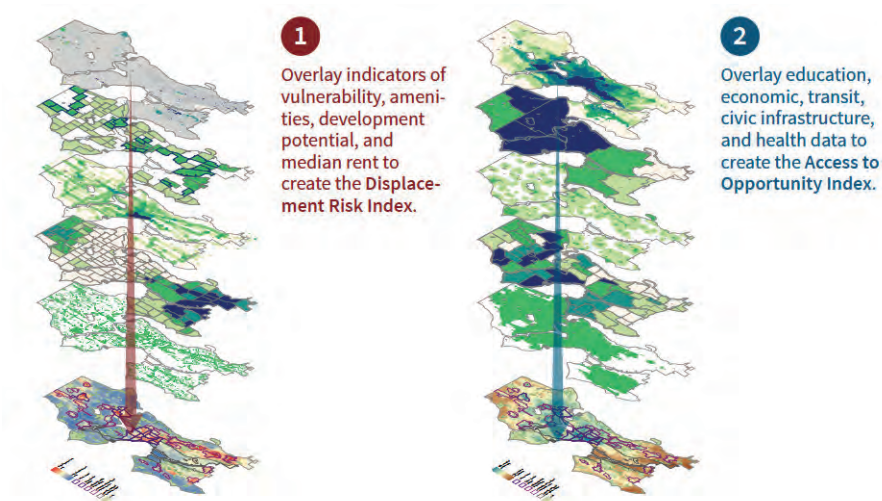 1
Overlay indicators of
vulnerability, ameni-
ties, development
potential, and
median rent to
create the Displace-
ment Risk Index.
2
Overlay education,
economic, transit,
civic infrastructure,
and health data to
create the Access to
Opportunity Index.